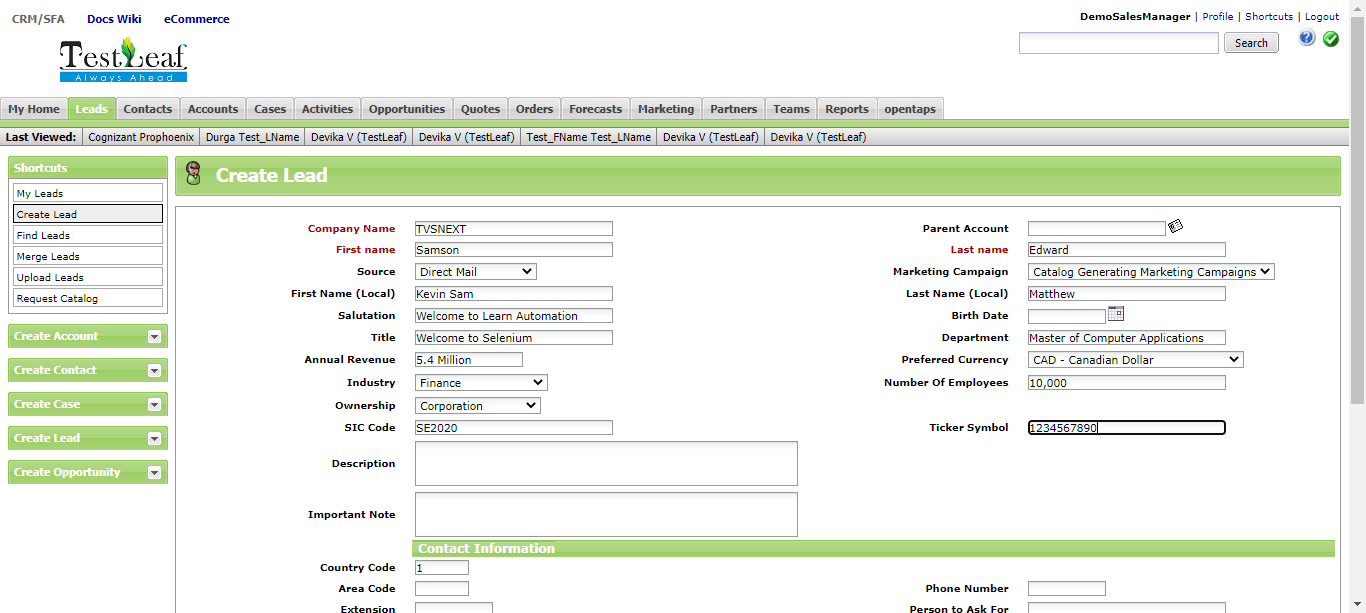 CRM/SFA Docs Wiki eCommerce
DemoSalesManager | Profile | Shortcuts | Logout
TestLeaf
Always Ahead
Search
My Home Leads Contacts Accounts Cases Activities Opportunities Quotes Orders Forecasts Marketing Partners Teams Reports opentaps
Last Viewed: Cognizant Prophoenix Durga Test_LName Devika V (TestLeaf) Devika V (TestLeaf) Test_FName Test_LName Devika V (TestLeaf) Devika V (TestLeaf)
Shortcuts
My Leads
Create Lead
Find Leads
Merge Leads
Upload Leads
Request Catalog
Create Account
Create Contact
Create Case
Create Lead
Create Opportunity
Create Lead
Company Name TVSNEXT Parent Account
First name Samson Last name Edward
Source Direct Mail Marketing Campaign Catalog Generating Marketing Campaigns
First Name (Local) Kevin Sam Last Name (Local) Matthew
Salutation Welcome to Learn Automation Birth Date
Title Welcome to Selenium Department Master of Computer Applications
Annual Revenue 5.4 Million Preferred Currency CAD - Canadian Dollar
Industry Finance Number Of Employees 10,000
Ownership Corporation
SIC Code SE2020 Ticker Symbol 1234567890
Description
Important Note
Contact Information
Country Code 1
Area Code Phone Number
Extension Person to Ask For